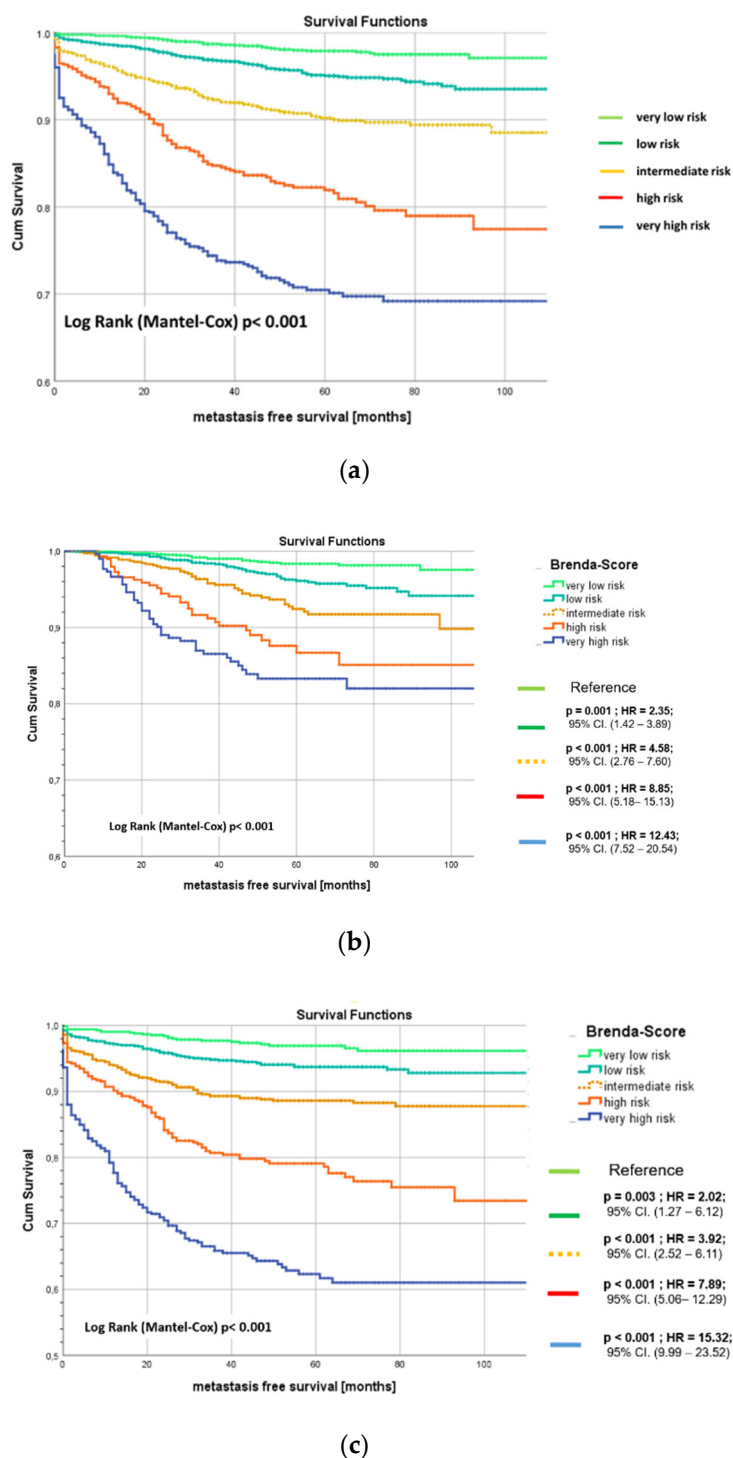 Survival Functions
1,0
0,9
0,8
0,7
0.6
0
20
40
60
80
100
Cum Survival
metastasis free survival [months]
Log Rank (Mantel-Cox) p< 0.001
very low risk
low risk
intermediate risk
high risk
very high risk
(a)
Survival Functions
1,0
0,9
0,8
0,7
0,6
0
20
40
60
80
100
Cum Survival
metastasis free survival [months]
Log Rank (Mantel-Cox) p< 0.001
Brenda-Score
very low risk
low risk
intermediate risk
high risk
very high risk
Reference
p = 0.001 ; HR = 2.35;
95% CI. (1.42 – 3.89)
p < 0.001 ; HR = 4.58;
95% CI. (2.76 – 7.60)
p < 0.001 ; HR = 8.85;
95% CI. (5.18– 15.13)
p < 0.001 ; HR = 12.43;
95% CI. (7.52 – 20.54)
(b)
Survival Functions
1,0
0,9
0,8
0,7
0,6
0,5
0
20
40
60
80
100
Cum Survival
metastasis free survival [months]
Log Rank (Mantel-Cox) p< 0.001
Brenda-Score
very low risk
low risk
intermediate risk
high risk
very high risk
Reference
p = 0.003 ; HR = 2.02;
95% CI. (1.27 – 6.12)
p < 0.001 ; HR = 3.92;
95% CI. (2.52 – 6.11)
p < 0.001 ; HR = 7.89;
95% CI. (5.06– 12.29)
p < 0.001 ; HR = 15.32;
95% CI. (9.99 – 23.52)
(c)